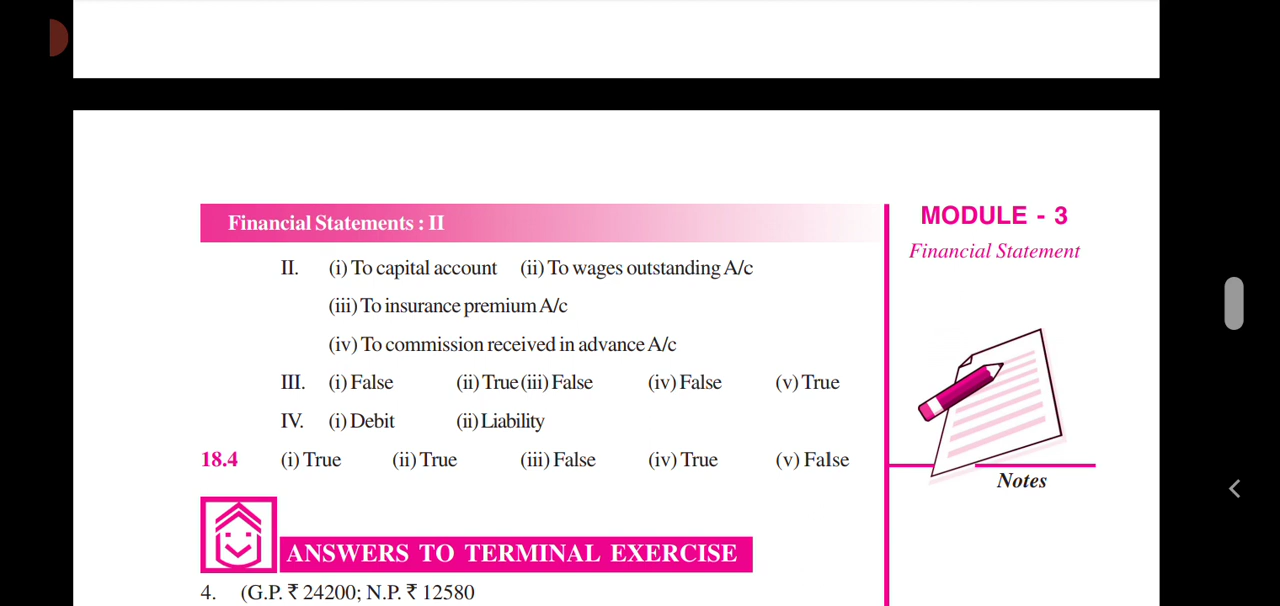 Financial Statements : II
MODULE - 3
Financial Statement
II. (i) To capital account (ii) To wages outstanding A/c
(iii) To insurance premium A/c
(iv) To commission received in advance A/c
III. (i) False (ii) True (iii) False (iv) False (v) True
IV. (i) Debit (ii) Liability
18.4 (i) True (ii) True (iii) False (iv) True (v) False
Notes
ANSWERS TO TERMINAL EXERCISE
4. (G.P. ₹ 24200; N.P. ₹ 12580